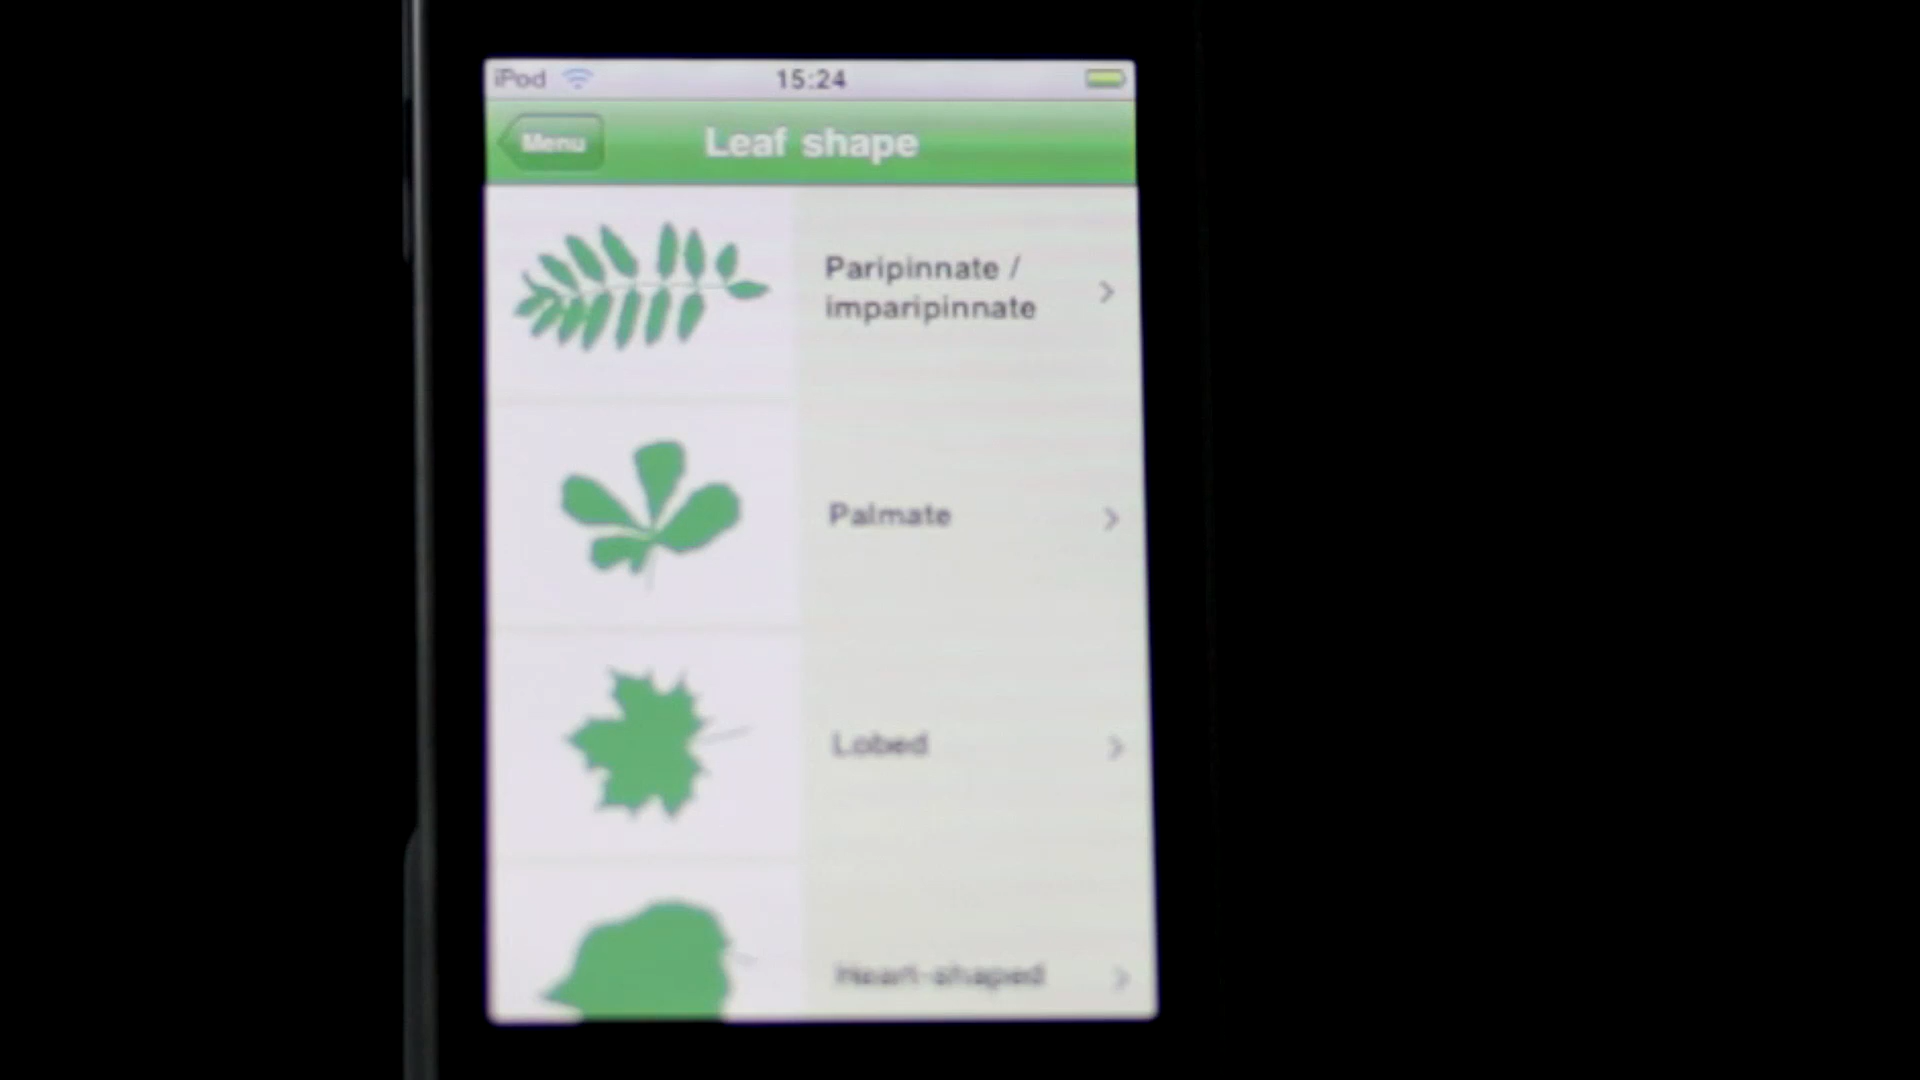 iPod 15:24
Menu Leaf shape
Paripinnate /
imparipinnate
Palmate
Lobed
Heart-shaped